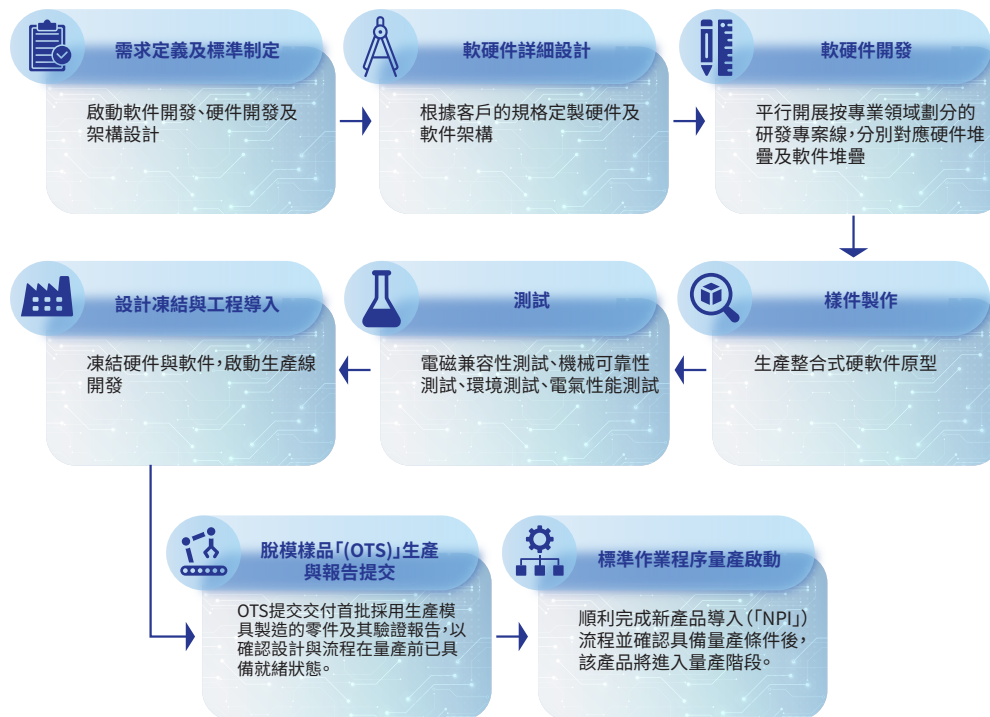 需求定義及標準制定
啟動軟件開發、硬件開發及
架構設計
軟硬件詳細設計
根據客戶的規格定製硬件及
軟件架構
軟硬件開發
平行開展按專業領域劃分的
研發專案線，分別對應硬件堆
疊及軟件堆疊
樣件製作
生產整合式硬軟件原型
測試
電磁兼容性測試、機械可靠性
測試、環境測試、電氣性能測試
設計凍結與工程導入
凍結硬件與軟件，啟動生產線
開發
脫模樣品「(OTS)」生產
與報告提交
OTS提交交付首批採用生產模
具製造的零件及其驗證報告，以
確認設計與流程在量產前已具
備就緒狀態。
標準作業程序量產啟動
順利完成新產品導入（「NPI」）
流程並確認具備量產條件後，
該產品將進入量產階段。